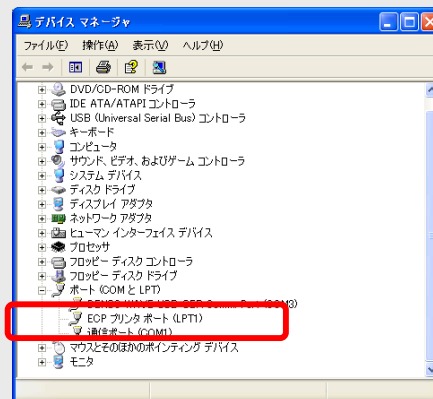 デバイス マネージャ
ファイル(F) 操作(A) 表示(V) ヘルプ(H)
DVD/CD-ROM ドライブ
IDE ATA/ATAPI コントローラ
USB (Universal Serial Bus) コントローラ
キーボード
コンピュータ
サウンド、ビデオ、およびゲーム コントローラ
システム デバイス
ディスク ドライブ
ディスプレイ アダプタ
ネットワーク アダプタ
ヒューマン インターフェイス デバイス
プロセッサ
フロッピー ディスク コントローラ
フロッピー ディスク ドライブ
ポート (COM と LPT)
DENSO WAVE USB-COM Port (COM3)
ECP プリンタ ポート (LPT1)
通信ポート (COM1)
マウスとそのほかのポインティング デバイス
モニタ